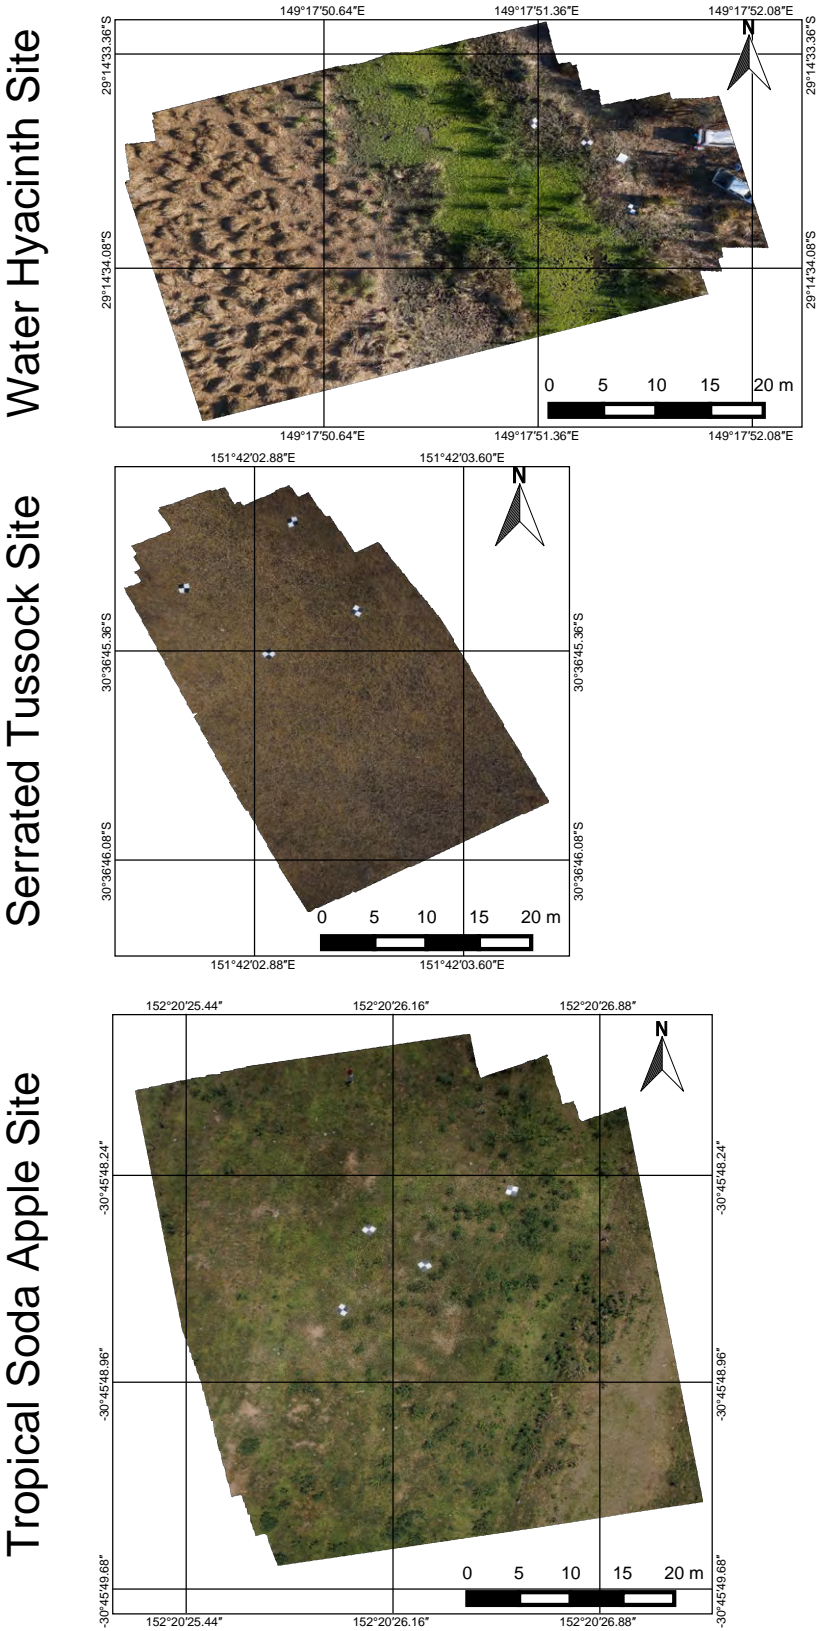 Water Hyacinth Site
149°17'50.64"E 149°17'51.36"E 149°17'52.08"E
29°14'33.36"S 29°14'33.36"S
N
29°14'34.08"S 29°14'34.08"S
0 5 10 15 20 m
149°17'50.64"E 149°17'51.36"E 149°17'52.08"E
Serrated Tussock Site
151°42'02.88"E 151°42'03.60"E
N
30°36'45.36"S 30°36'45.36"S
30°36'46.08"S 30°36'46.08"S
0 5 10 15 20 m
151°42'02.88"E 151°42'03.60"E
Tropical Soda Apple Site
152°20'25.44" 152°20'26.16" 152°20'26.88"
N
-30°45'48.24" -30°45'48.24"
-30°45'48.96" -30°45'48.96"
0 5 10 15 20 m
-30°45'49.68" -30°45'49.68"
152°20'25.44" 152°20'26.16" 152°20'26.88"